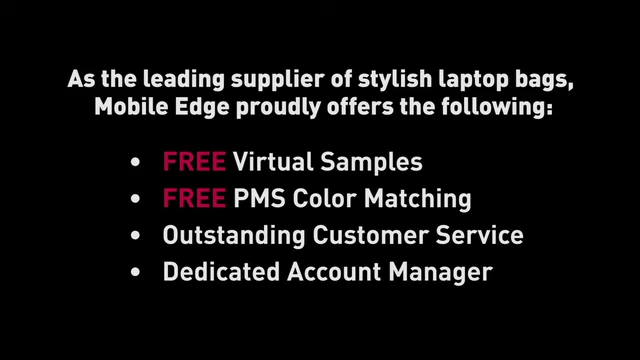 As the leading supplier of stylish laptop bags,
Mobile Edge proudly offers the following:
• FREE Virtual Samples
• FREE PMS Color Matching
• Outstanding Customer Service
• Dedicated Account Manager